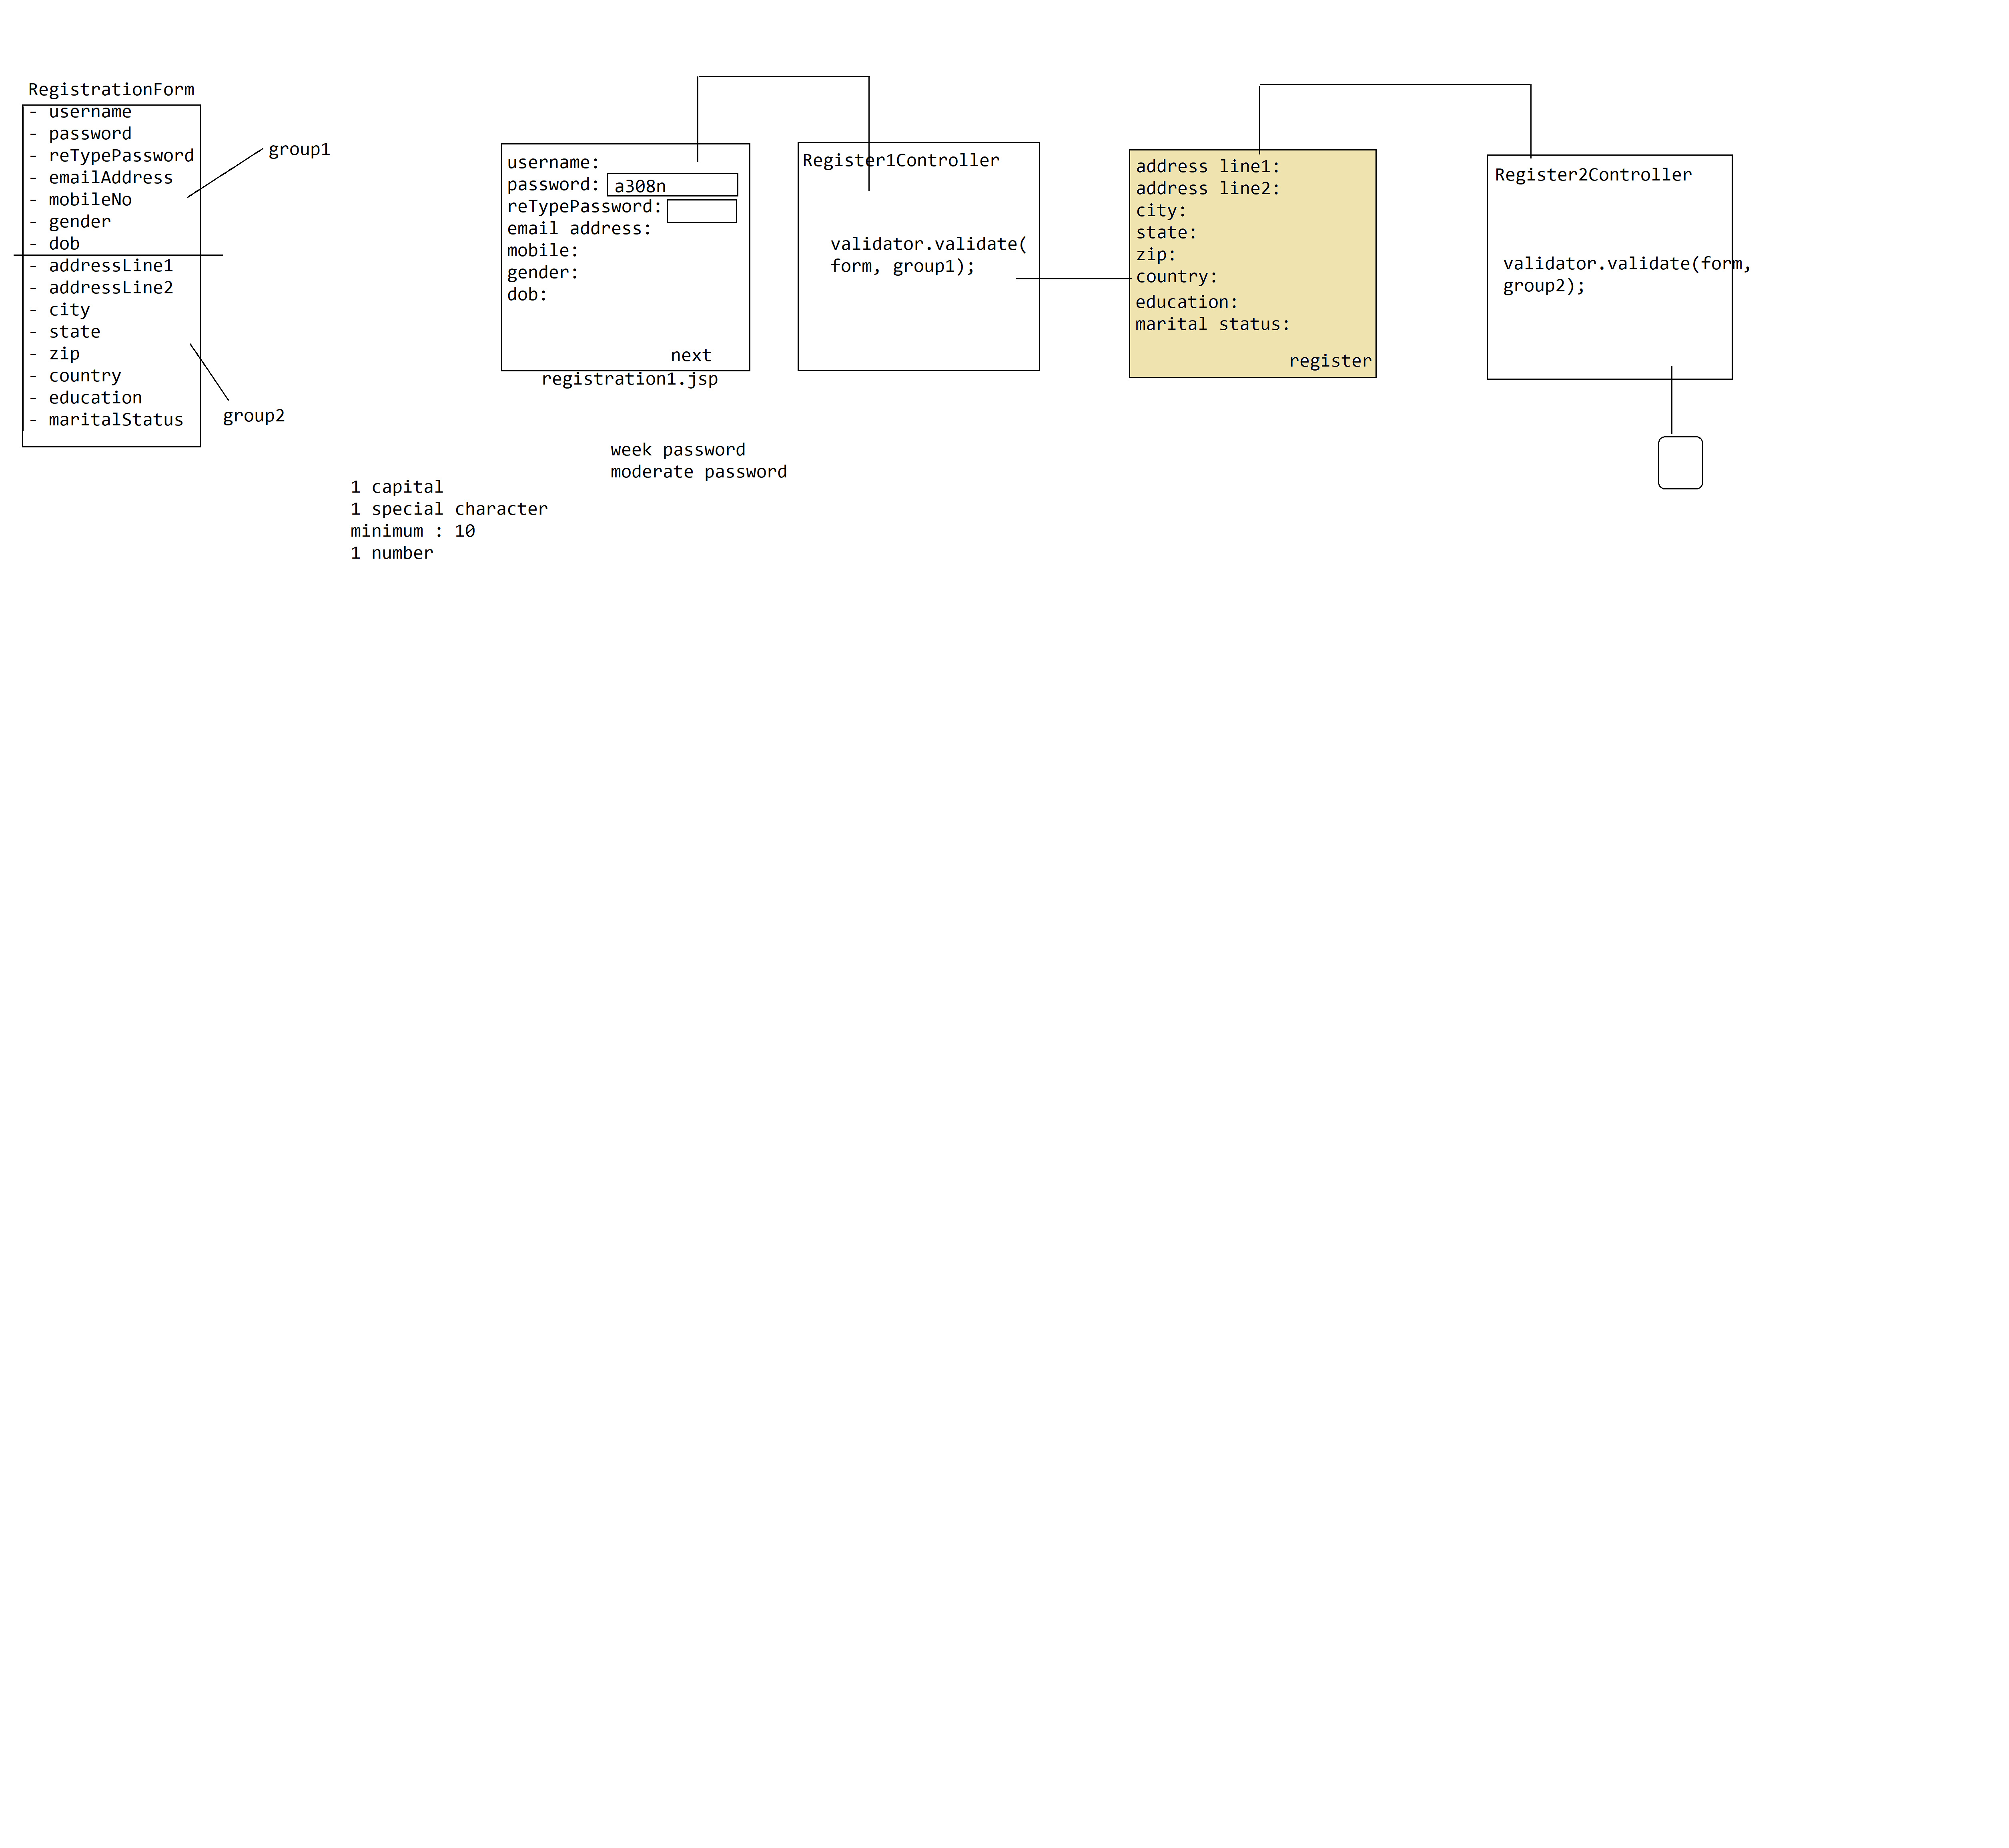 RegistrationForm
- username
- password
- reTypePassword
- emailAddress
- mobileNo
- gender
- dob
- addressLine1
- addressLine2
- city
- state
- zip
- country
- education
- maritalStatus
group1
group2
username:
password: a308n
reTypePassword:
email address:
mobile:
gender:
dob:
next
registration1.jsp
Register1Controller
validator.validate(
form, group1);
address line1:
address line2:
city:
state:
zip:
country:
education:
marital status:
register
Register2Controller
validator.validate(form,
group2);
week password
moderate password
1 capital
1 special character
minimum : 10
1 number